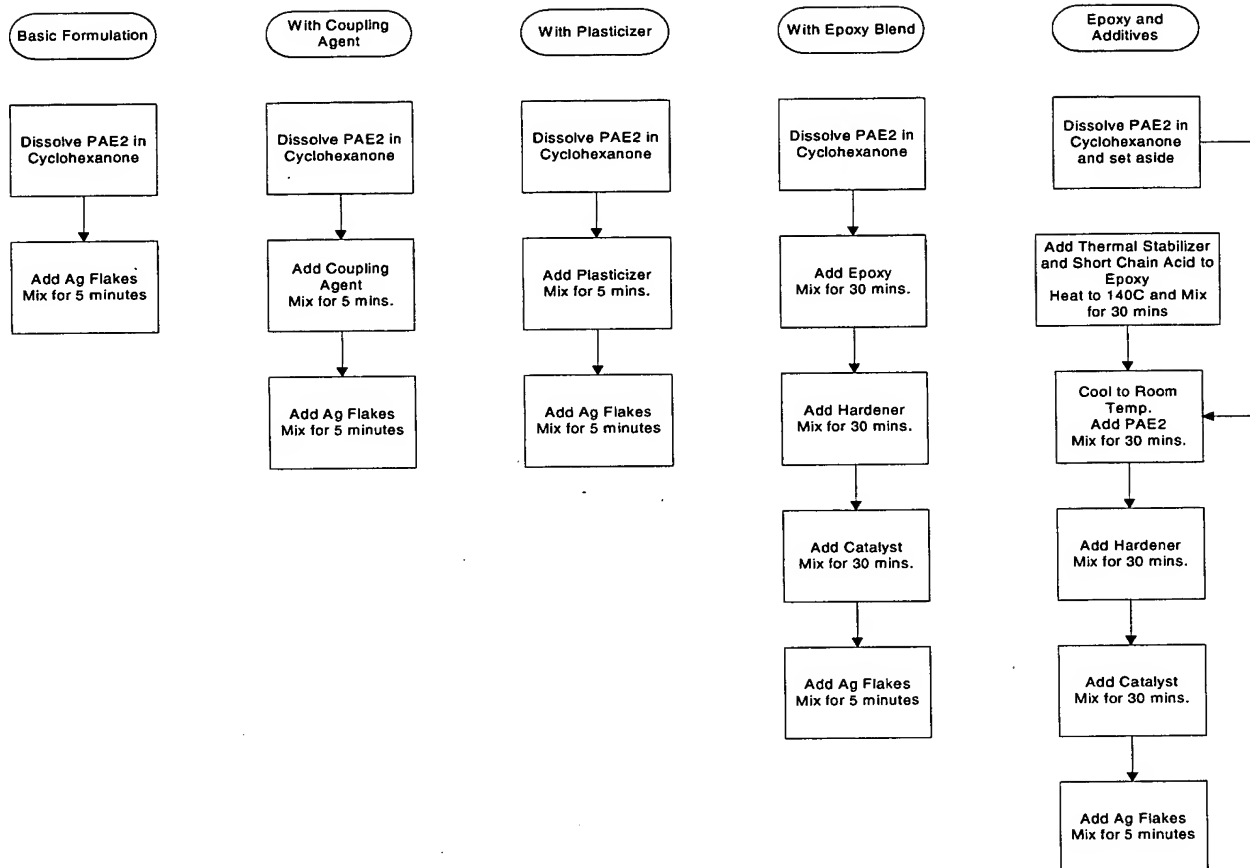 Basic Formulation
Dissolve PAE2 in
Cyclohexanone
Add Ag Flakes
Mix for 5 minutes
With Coupling
Agent
Dissolve PAE2 in
Cyclohexanone
Add Coupling
Agent
Mix for 5 mins.
Add Ag Flakes
Mix for 5 minutes
With Plasticizer
Dissolve PAE2 in
Cyclohexanone
Add Plasticizer
Mix for 5 mins.
Add Ag Flakes
Mix for 5 minutes
With Epoxy Blend
Dissolve PAE2 in
Cyclohexanone
Add Epoxy
Mix for 30 mins.
Add Hardener
Mix for 30 mins.
Add Catalyst
Mix for 30 mins.
Add Ag Flakes
Mix for 5 minutes
Epoxy and
Additives
Dissolve PAE2 in
Cyclohexanone
and set aside
Add Thermal Stabilizer
and Short Chain Acid to
Epoxy
Heat to 140C and Mix
for 30 mins
Cool to Room
Temp.
Add PAE2
Mix for 30 mins.
Add Hardener
Mix for 30 mins.
Add Catalyst
Mix for 30 mins.
Add Ag Flakes
Mix for 5 minutes